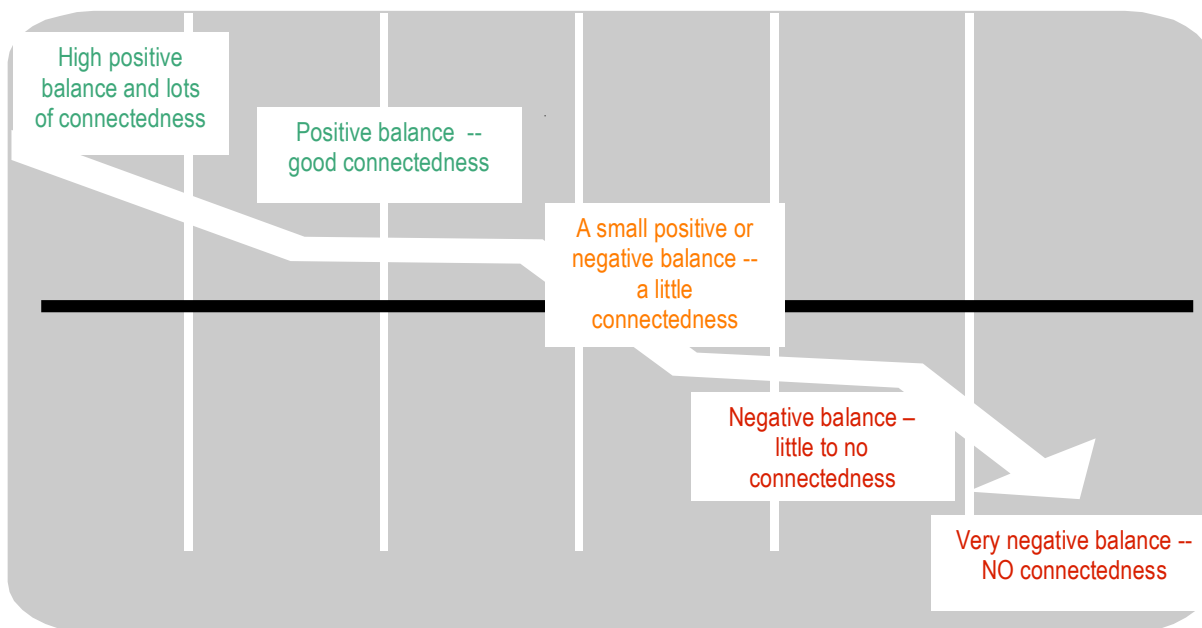 High positive
balance and lots
of connectedness
Positive balance  --
good connectedness
A small positive or
negative balance --
a little
connectedness
Negative balance –
little to no
connectedness
Very negative balance --
NO connectedness